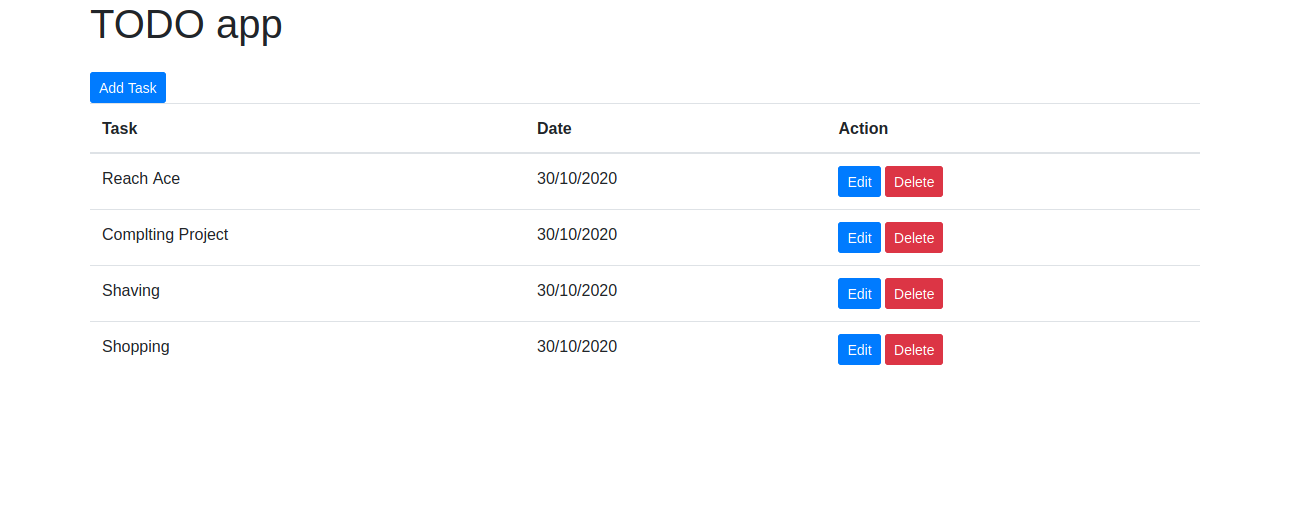 TODO app
Add Task
Task Date Action
Reach Ace 30/10/2020 Edit Delete
Complting Project 30/10/2020 Edit Delete
Shaving 30/10/2020 Edit Delete
Shopping 30/10/2020 Edit Delete